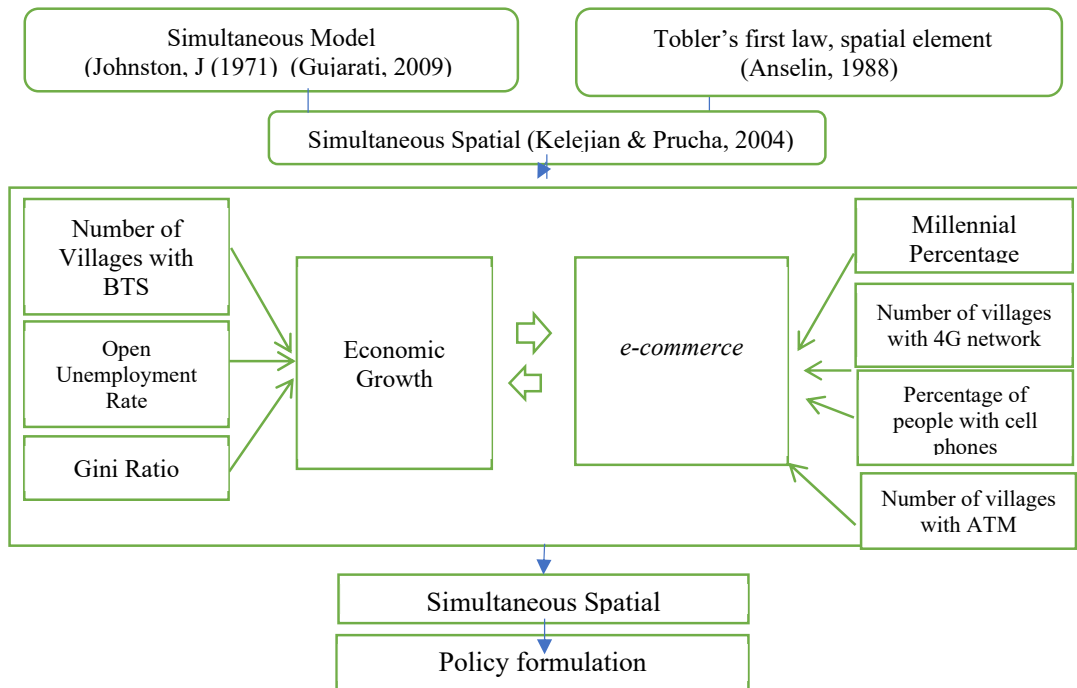 Simultaneous Model
(Johnston, J (1971) (Gujarati, 2009)
Tobler's first law, spatial element
(Anselin, 1988)
Simultaneous Spatial (Kelejian & Prucha, 2004)
Number of
Villages with
BTS
Open
Unemployment
Rate
Gini Ratio
Economic
Growth
e-commerce
Millennial
Percentage
Number of villages
with 4G network
Percentage of
people with cell
phones
Number of villages
with ATM
Simultaneous Spatial
Policy formulation